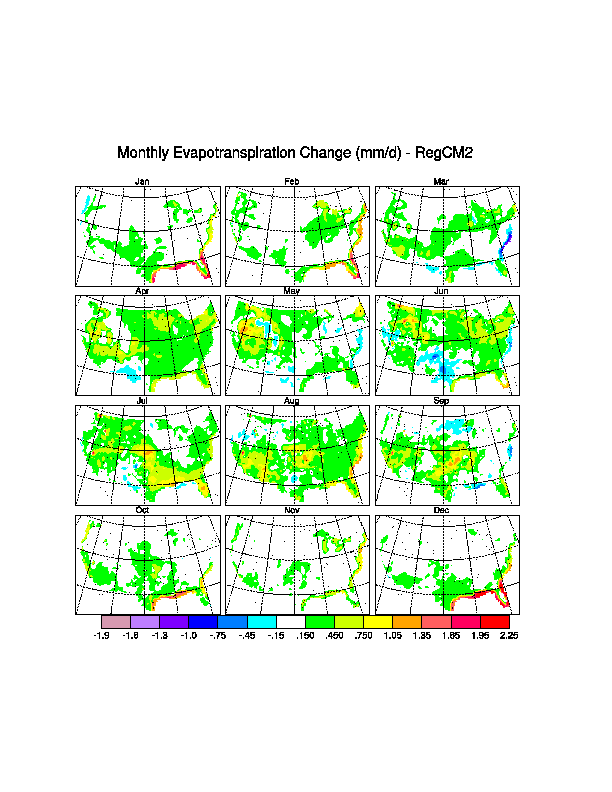 Monthly Evapotranspiration Change (mm/d) - RegCM2
Jan Feb Mar
Apr May Jun
Jul Aug Sep
Oct Nov Dec
-1.9 -1.6 -1.3 -1.0 -.75 -.45 -.15 .150 .450 .750 1.05 1.35 1.65 1.95 2.25